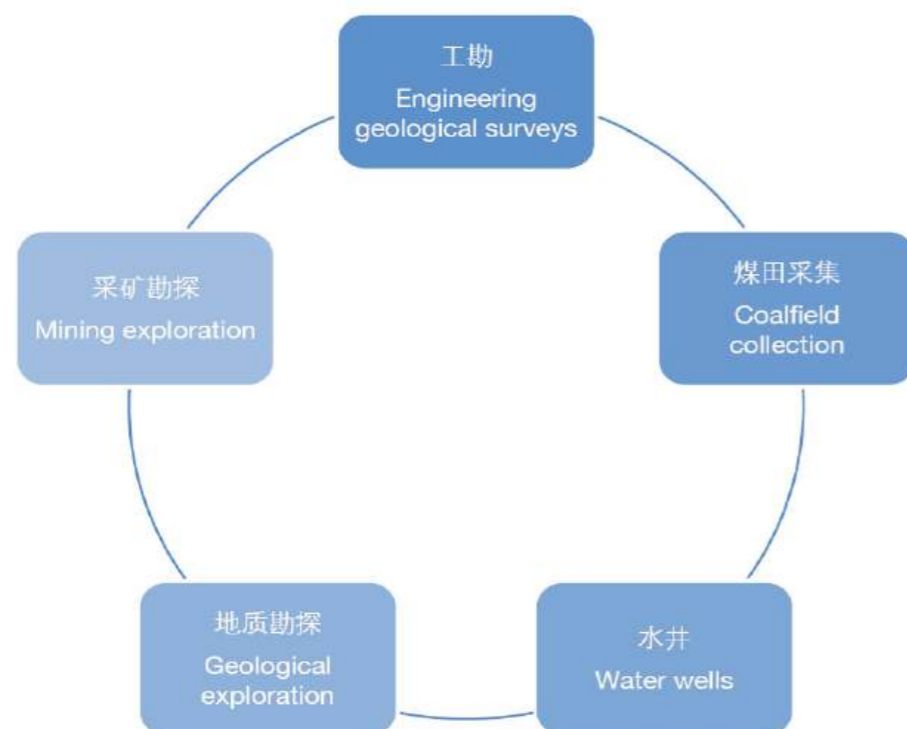 工勘
Engineering
geological surveys
煤田采集
Coalfield
collection
水井
Water wells
地质勘探
Geological
exploration
采矿勘探
Mining exploration